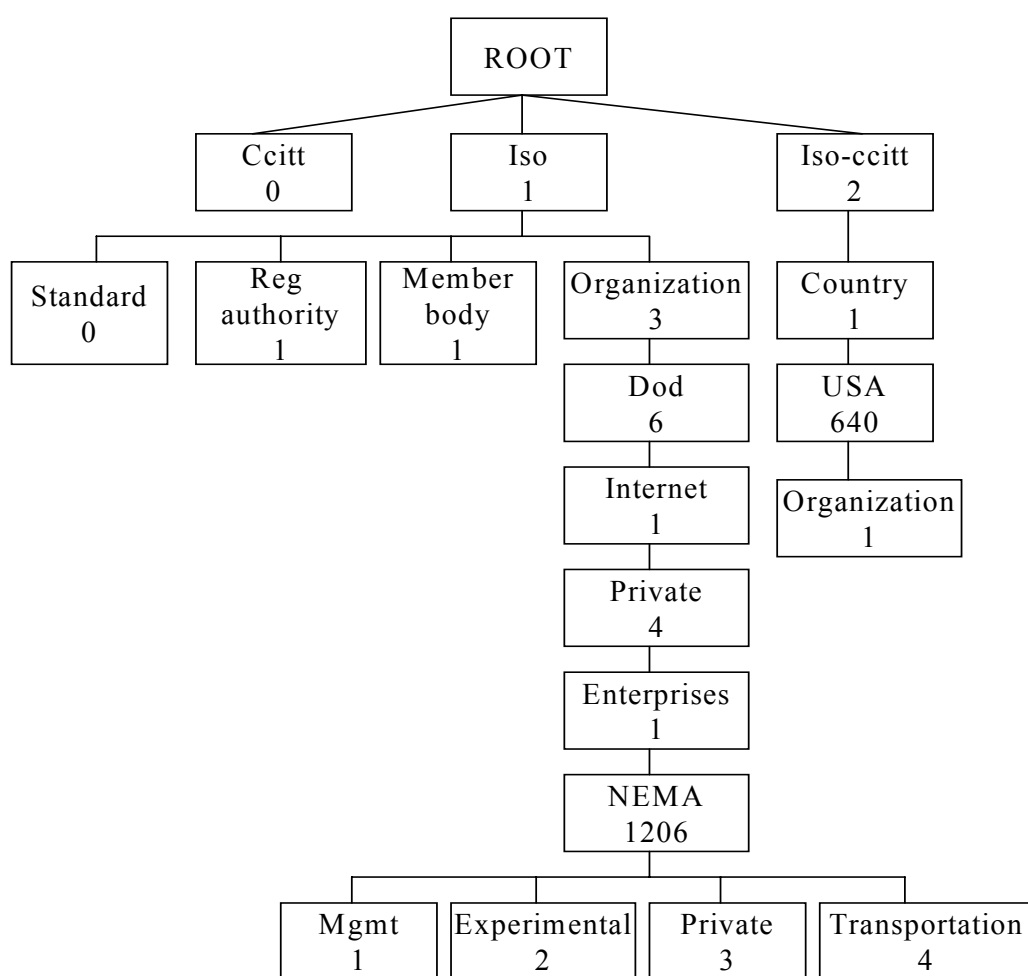 ROOT
Ccitt
0
Iso
1
Iso-ccitt
2
Standard
0
Reg
authority
1
Member
body
1
Organization
3
Country
1
Dod
6
USA
640
Internet
1
Organization
1
Private
4
Enterprises
1
NEMA
1206
Mgmt
1
Experimental
2
Private
3
Transportation
4